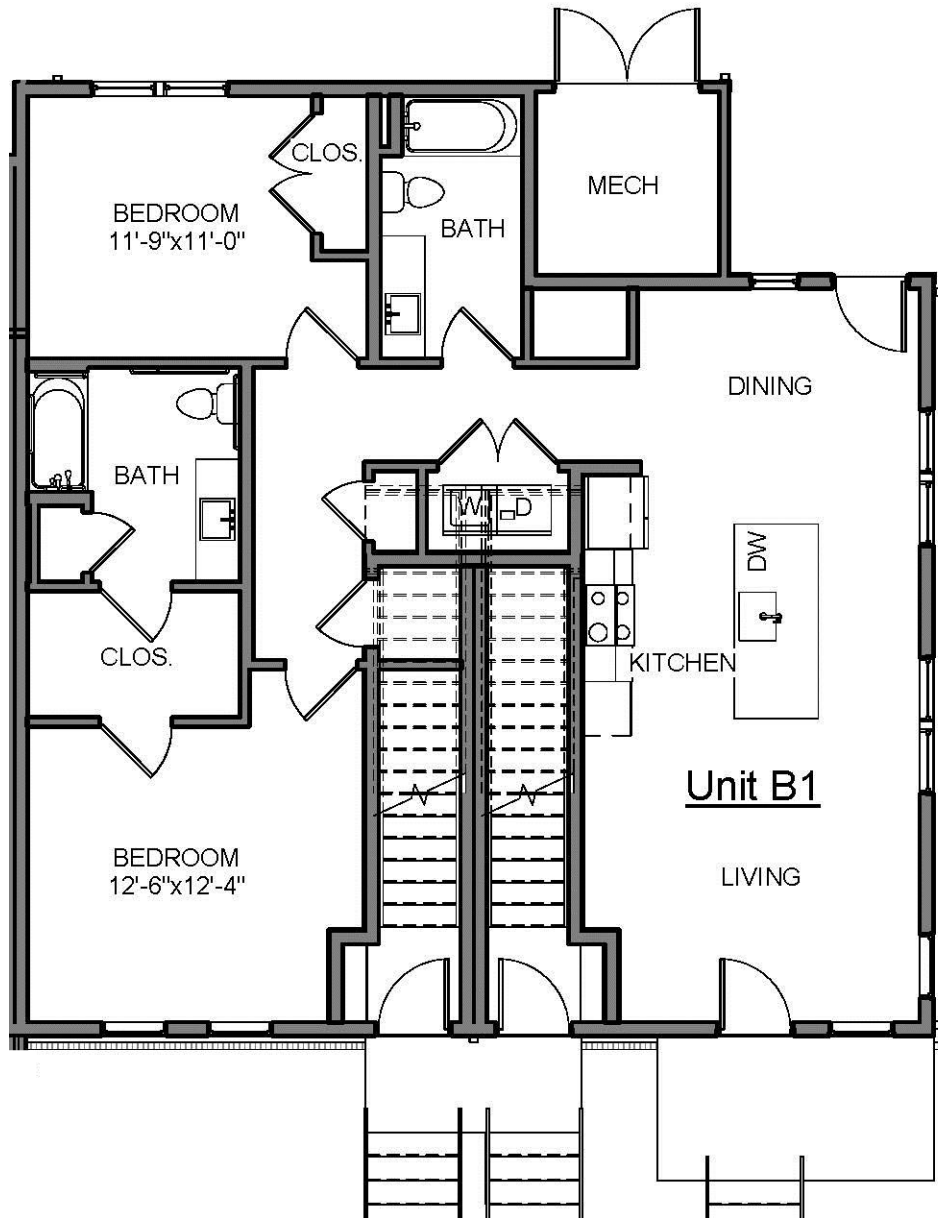 CLOS.
MECH
BEDROOM
11'-9"x11'-0"
BATH
DINING
BATH
W
D
DW
CLOS.
KITCHEN
Unit B1
BEDROOM
12'-6"x12'-4"
LIVING